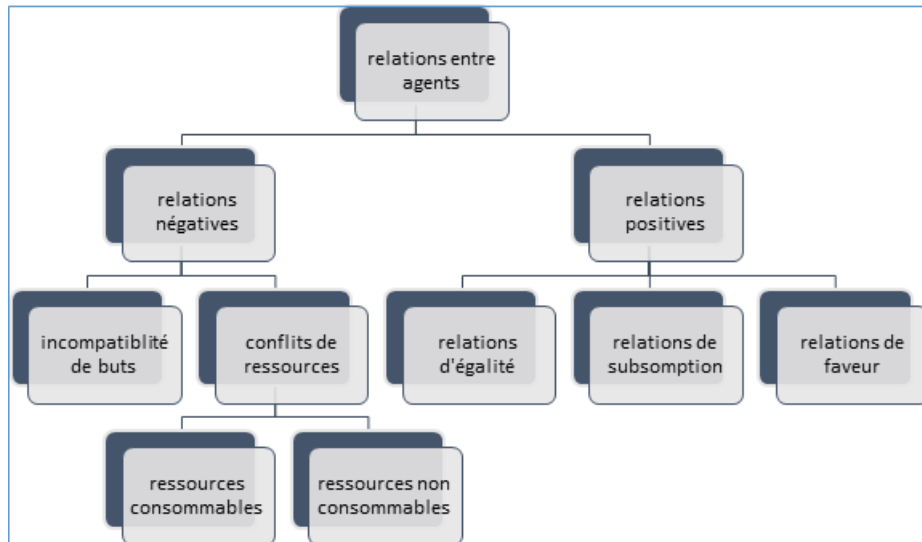 relations entre
agents
relations
négatives
relations
positives
incompatiblité
de buts
conflits de
ressources
relations
d'égalité
relations de
subsomption
relations de
faveur
ressources
consommables
ressources non
consommables